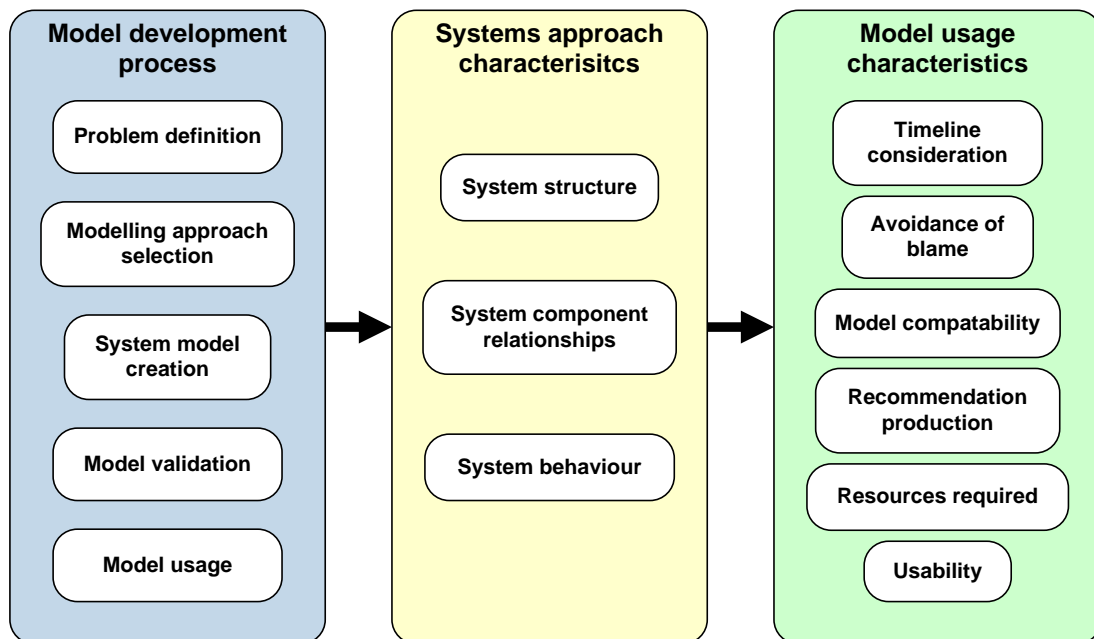 Model development
process
Problem definition
Modelling approach
selection
System model
creation
Model validation
Model usage
Systems approach
characterisitcs
System structure
System component
relationships
System behaviour
Model usage
characteristics
Timeline
consideration
Avoidance of
blame
Model compatability
Recommendation
production
Resources required
Usability